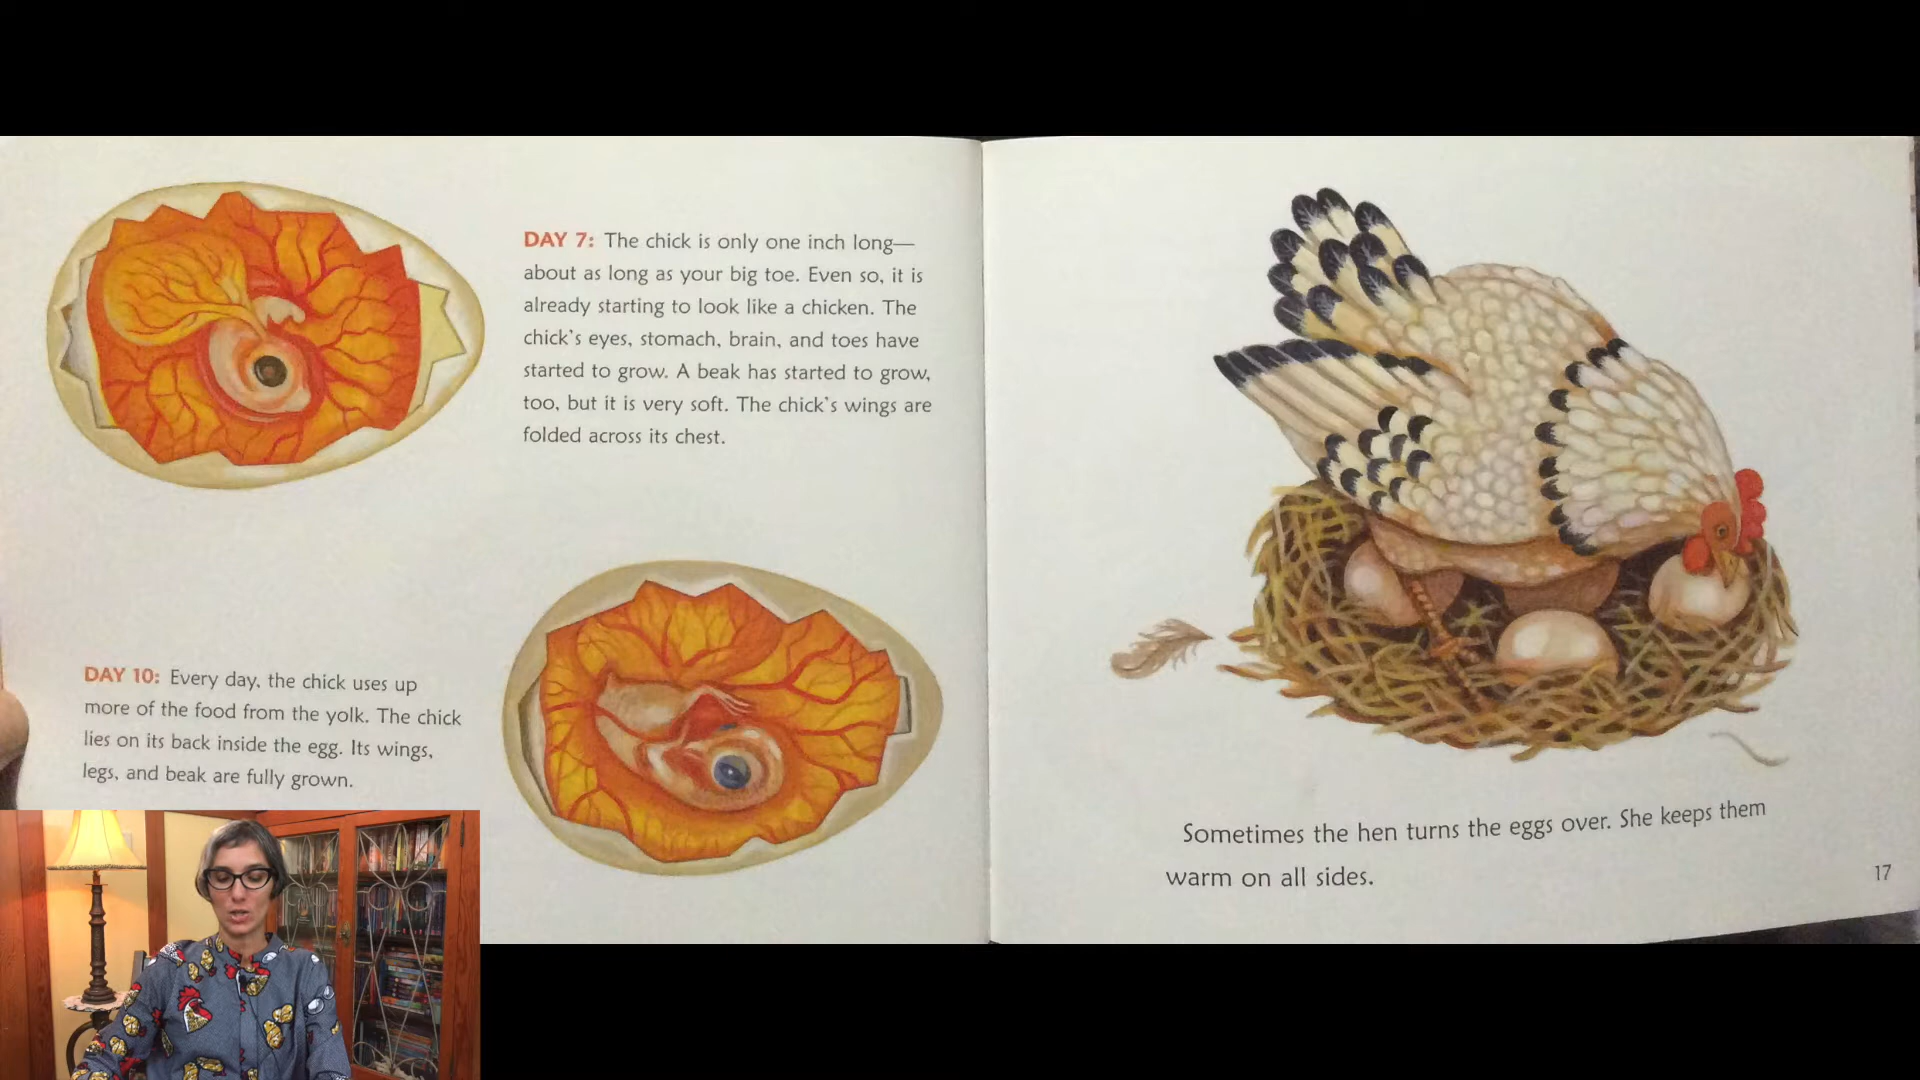 DAY 7: The chick is only one inch long—
about as long as your big toe. Even so, it is
already starting to look like a chicken. The
chick's eyes, stomach, brain, and toes have
started to grow. A beak has started to grow,
too, but it is very soft. The chick's wings are
folded across its chest.
DAY 10: Every day, the chick uses up
more of the food from the yolk. The chick
lies on its back inside the egg. Its wings,
legs, and beak are fully grown.
Sometimes the hen turns the eggs over. She keeps them
warm on all sides.
17